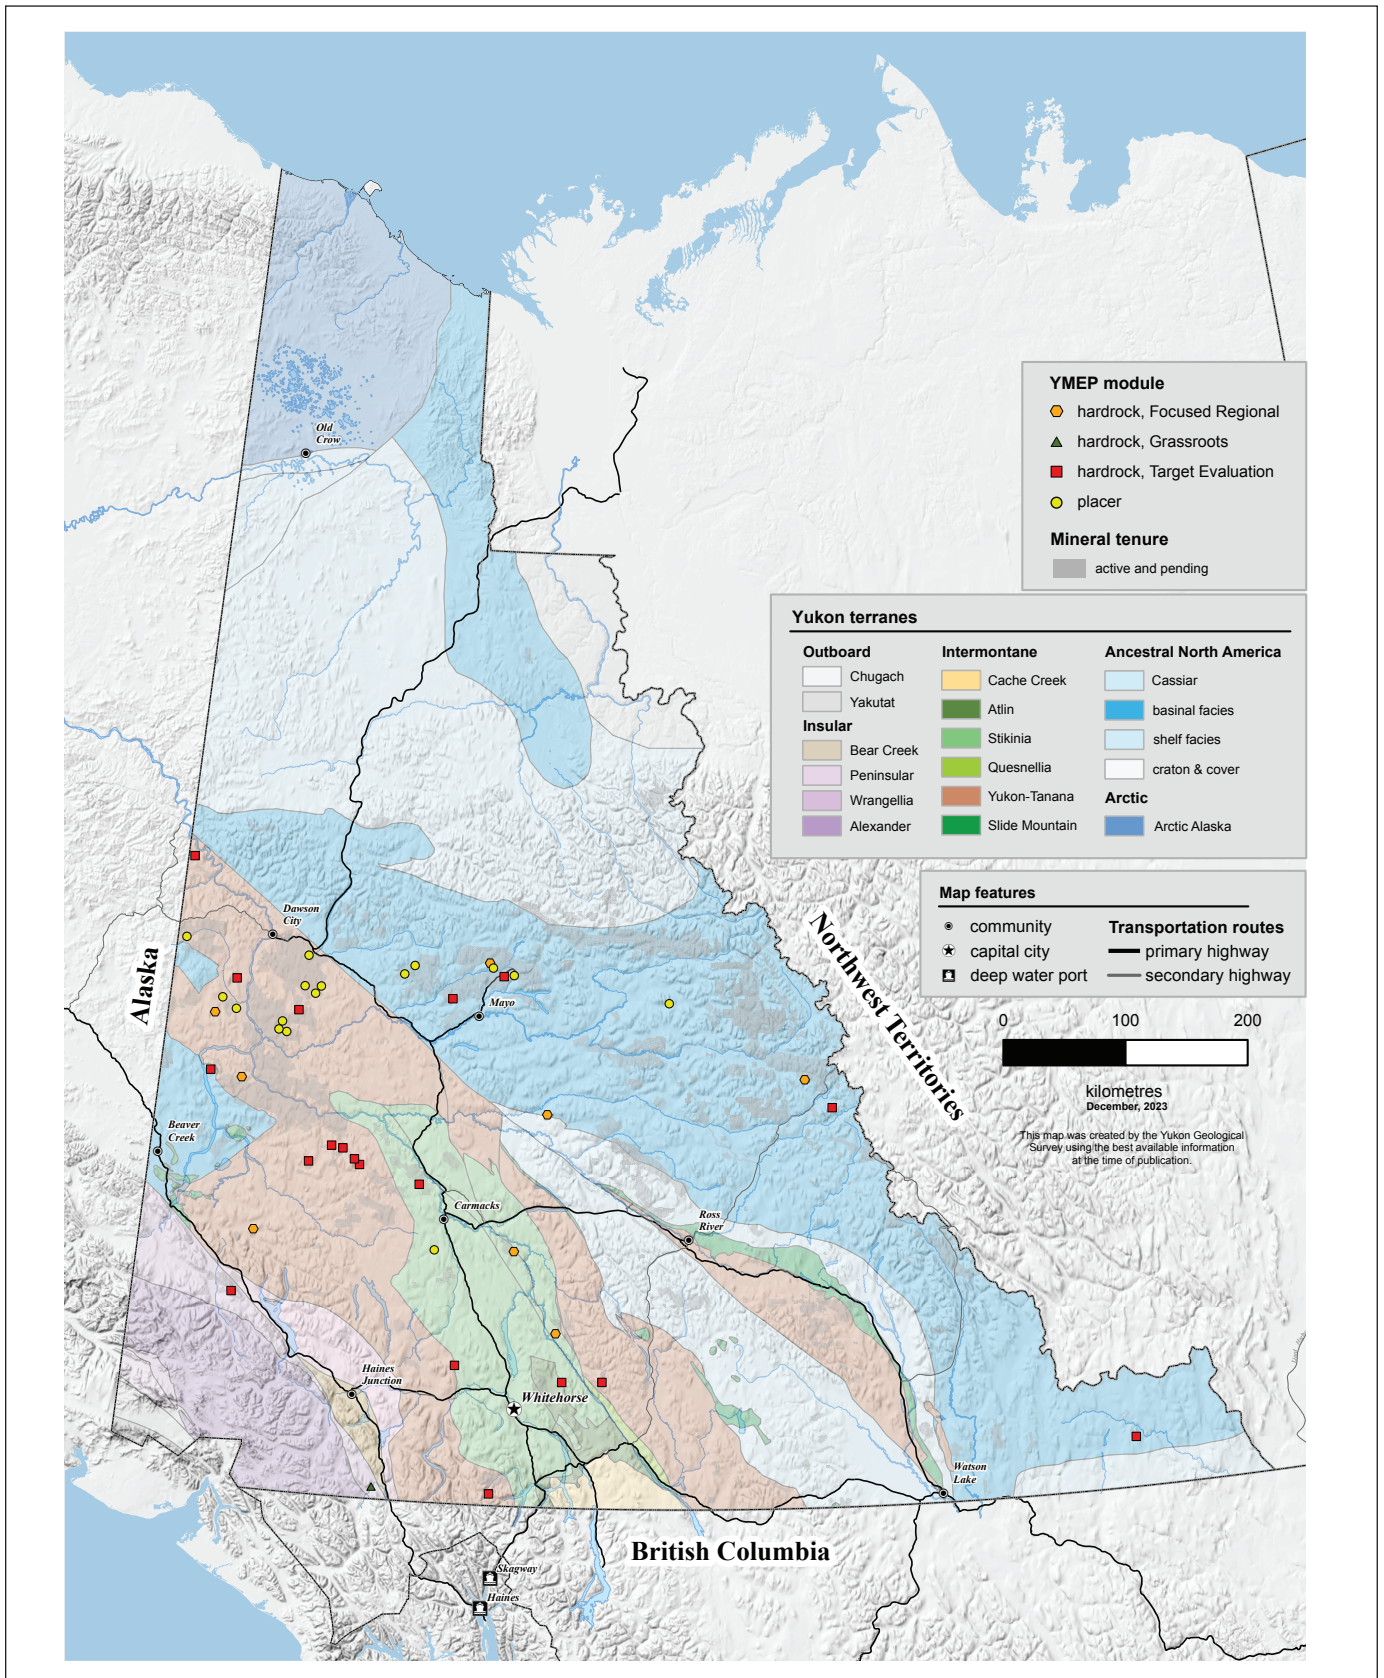 Old
Crow
YMEP module
hardrock, Focused Regional
hardrock, Grassroots
hardrock, Target Evaluation
placer
Mineral tenure
active and pending
Yukon terranes
Outboard
Chugach
Yakutat
Insular
Bear Creek
Peninsular
Wrangellia
Alexander
Intermontane
Cache Creek
Atlin
Stikinia
Quesnellia
Yukon-Tanana
Slide Mountain
Ancestral North America
Cassiar
basinal facies
shelf facies
craton & cover
Arctic
Arctic Alaska
Map features
community
capital city
deep water port
Transportation routes
primary highway
secondary highway
0 100 200
kilometres
December, 2023
This map was created by the Yukon Geological
Survey using the best available information
at the time of publication.
Dawson
City
Alaska
Northwest Territories
Mayo
Beaver
Creek
Carmacks
Ross
River
Haines
Junction
Whitehorse
Watson
Lake
British Columbia
Skagway
Haines